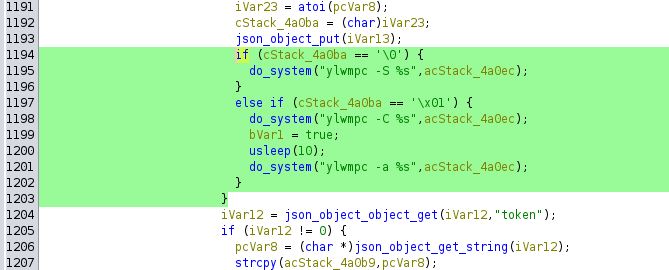 1191 iVar23 = atoi(pcVar8);
1192 cStack_4a0ba = (char)iVar23;
1193 json_object_put(iVar13);
1194 if (cStack_4a0ba == '\0') {
1195 do_system("ylwmpc -S %s",acStack_4a0ec);
1196 }
1197 else if (cStack_4a0ba == '\x01') {
1198 do_system("ylwmpc -C %s",acStack_4a0ec);
1199 bVar1 = true;
1200 usleep(10);
1201 do_system("ylwmpc -a %s",acStack_4a0ec);
1202 }
1203 }
1204 iVar12 = json_object_object_get(iVar12,"token");
1205 if (iVar12 != 0) {
1206 pcVar8 = (char *)json_object_get_string(iVar12);
1207 strcpy(acStack_4a0b9,pcVar8);